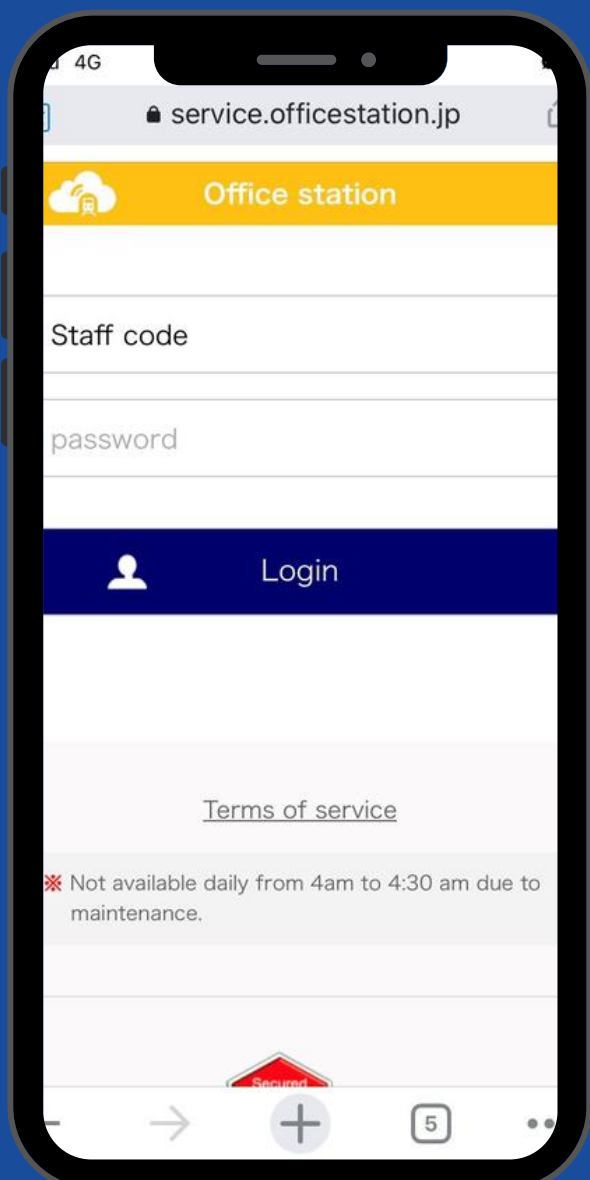 4G
service.officestation.jp
Office station
Staff code
password
Login
Terms of service
※ Not available daily from 4am to 4:30 am due to
maintenance.
Secured
5